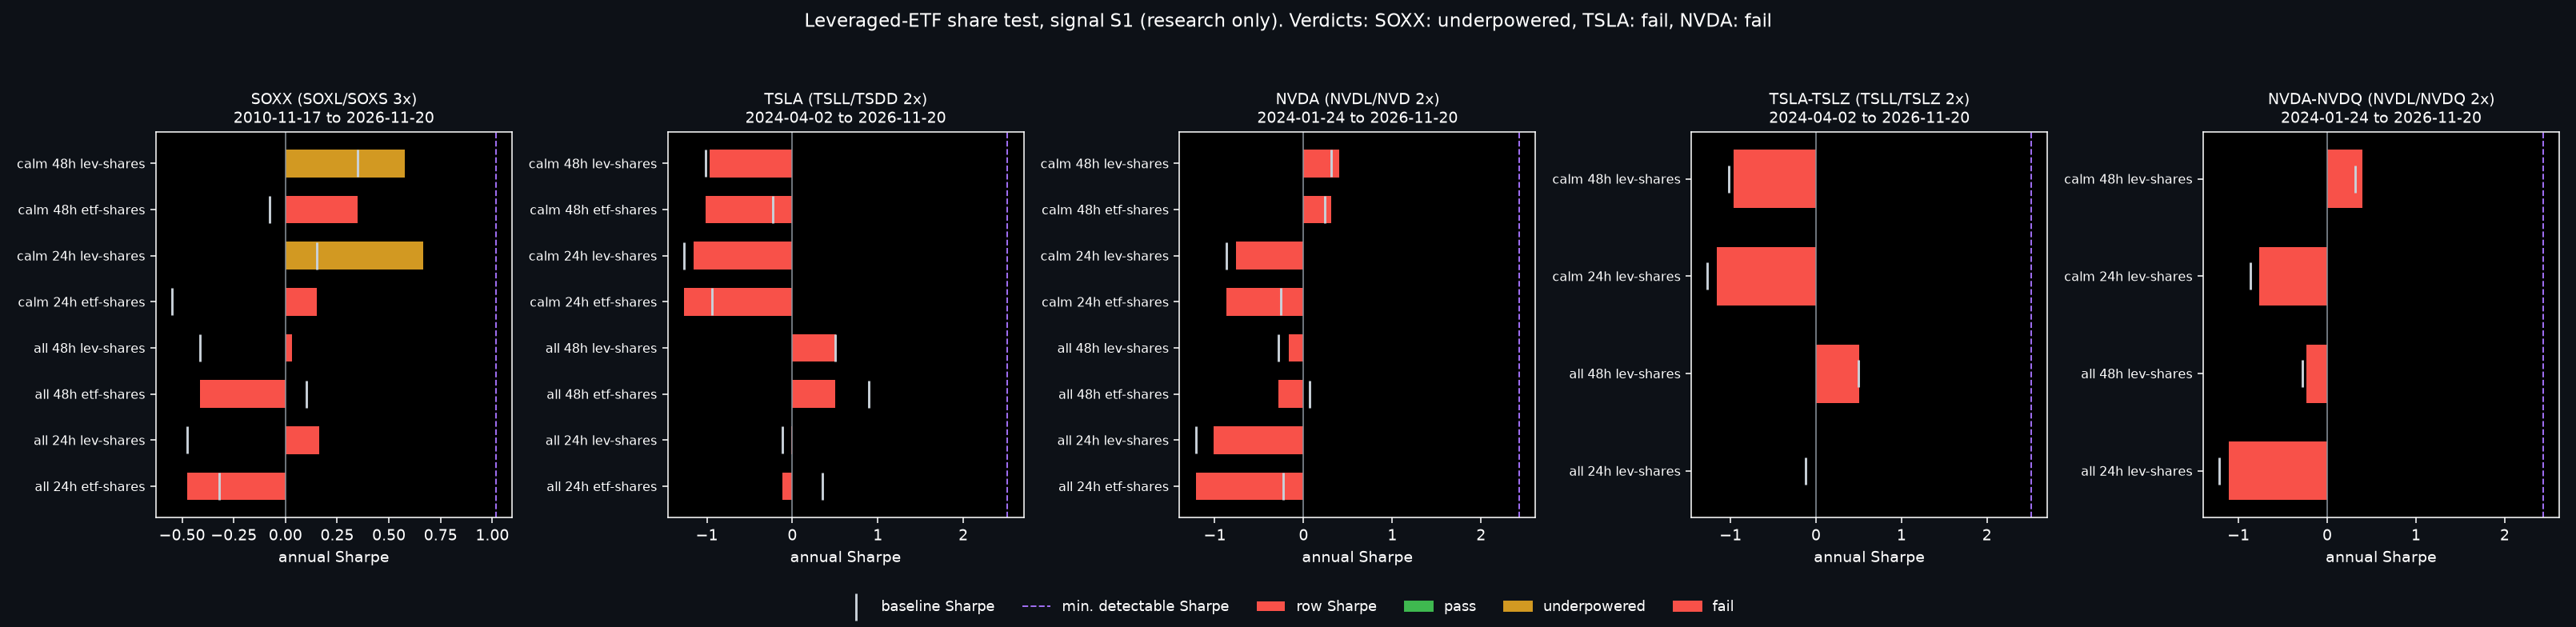 Leveraged-ETF share test, signal S1 (research only). Verdicts: SOXX: underpowered, TSLA: fail, NVDA: fail
SOXX (SOXL/SOXS 3x)
2010-11-17 to 2026-11-20
calm 48h lev-shares
calm 48h etf-shares
calm 24h lev-shares
calm 24h etf-shares
all 48h lev-shares
all 48h etf-shares
all 24h lev-shares
all 24h etf-shares
−0.50 −0.25 0.00 0.25 0.50 0.75 1.00
annual Sharpe
TSLA (TSLL/TSDD 2x)
2024-04-02 to 2026-11-20
calm 48h lev-shares
calm 48h etf-shares
calm 24h lev-shares
calm 24h etf-shares
all 48h lev-shares
all 48h etf-shares
all 24h lev-shares
all 24h etf-shares
−1 0 1 2
annual Sharpe
NVDA (NVDL/NVD 2x)
2024-01-24 to 2026-11-20
calm 48h lev-shares
calm 48h etf-shares
calm 24h lev-shares
calm 24h etf-shares
all 48h lev-shares
all 48h etf-shares
all 24h lev-shares
all 24h etf-shares
−1 0 1 2
annual Sharpe
TSLA-TSLZ (TSLL/TSLZ 2x)
2024-04-02 to 2026-11-20
calm 48h lev-shares
calm 24h lev-shares
all 48h lev-shares
all 24h lev-shares
−1 0 1 2
annual Sharpe
NVDA-NVDQ (NVDL/NVDQ 2x)
2024-01-24 to 2026-11-20
calm 48h lev-shares
calm 24h lev-shares
all 48h lev-shares
all 24h lev-shares
−1 0 1 2
annual Sharpe
baseline Sharpe min. detectable Sharpe row Sharpe pass underpowered fail